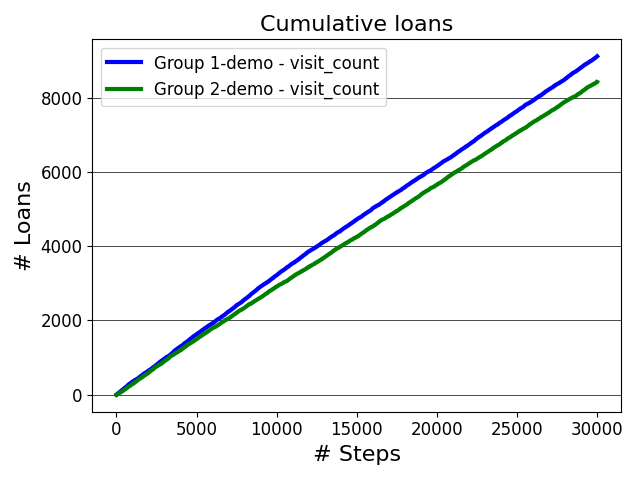 Cumulative loans
Group 1-demo - visit_count
Group 2-demo - visit_count
# Loans
8000
6000
4000
2000
0
0 5000 10000 15000 20000 25000 30000
# Steps